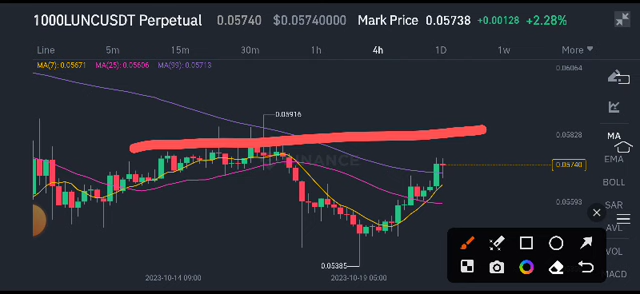 1000LUNCUSDT Perpetual 0.05740 $0.05740000 Mark Price 0.05738 +0.00128 +2.28%
Line 5m 15m 30m 1h 4h 1D 1w More
MA(7): 0.05671 MA(25): 0.05606 MA(99): 0.05713
0.06064
0.05916
0.05828
MA
BINANCE
EMA
0.05740
BOLL
0.05593
SAR
AVL
VOL
0.05385
MACD
2023-10-14 09:00 2023-10-19 05:00